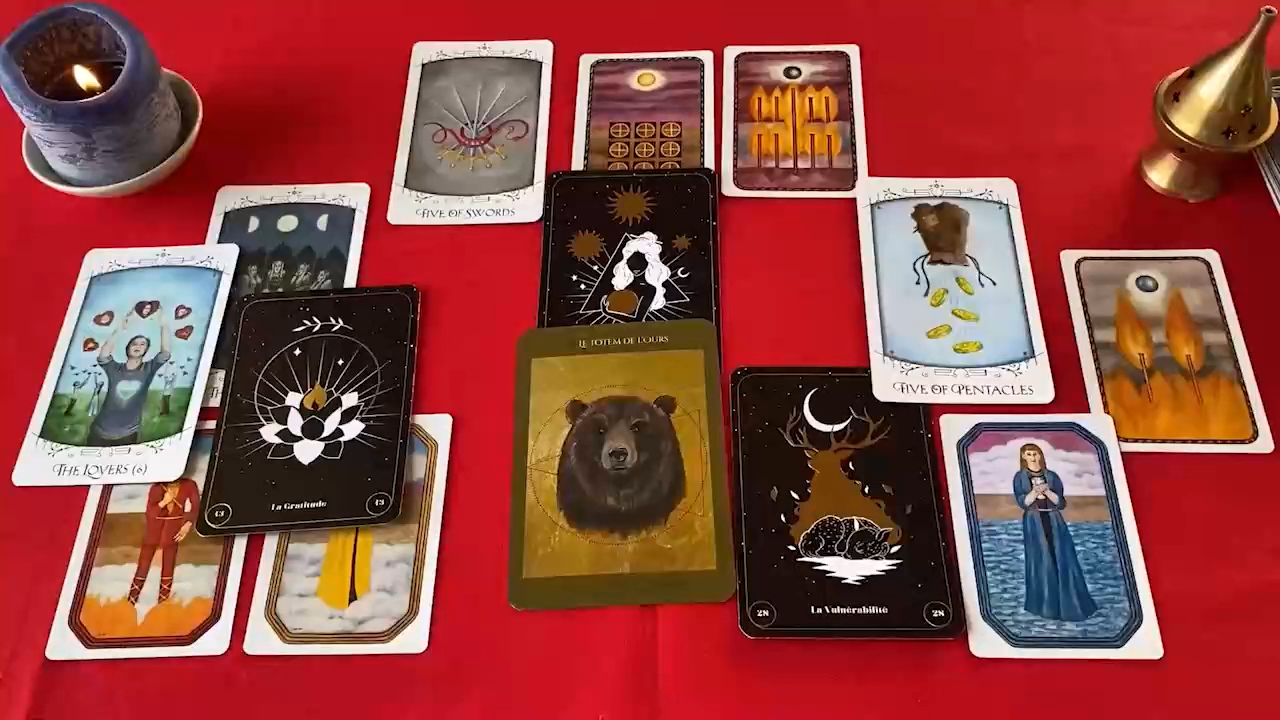 FIVE OF SWORDS
FIVE OF PENTACLES
THE LOVERS (6)
LE TOTEM DE L'OURS
La Gratitude
43
43
La Vulnérabilité
28
28